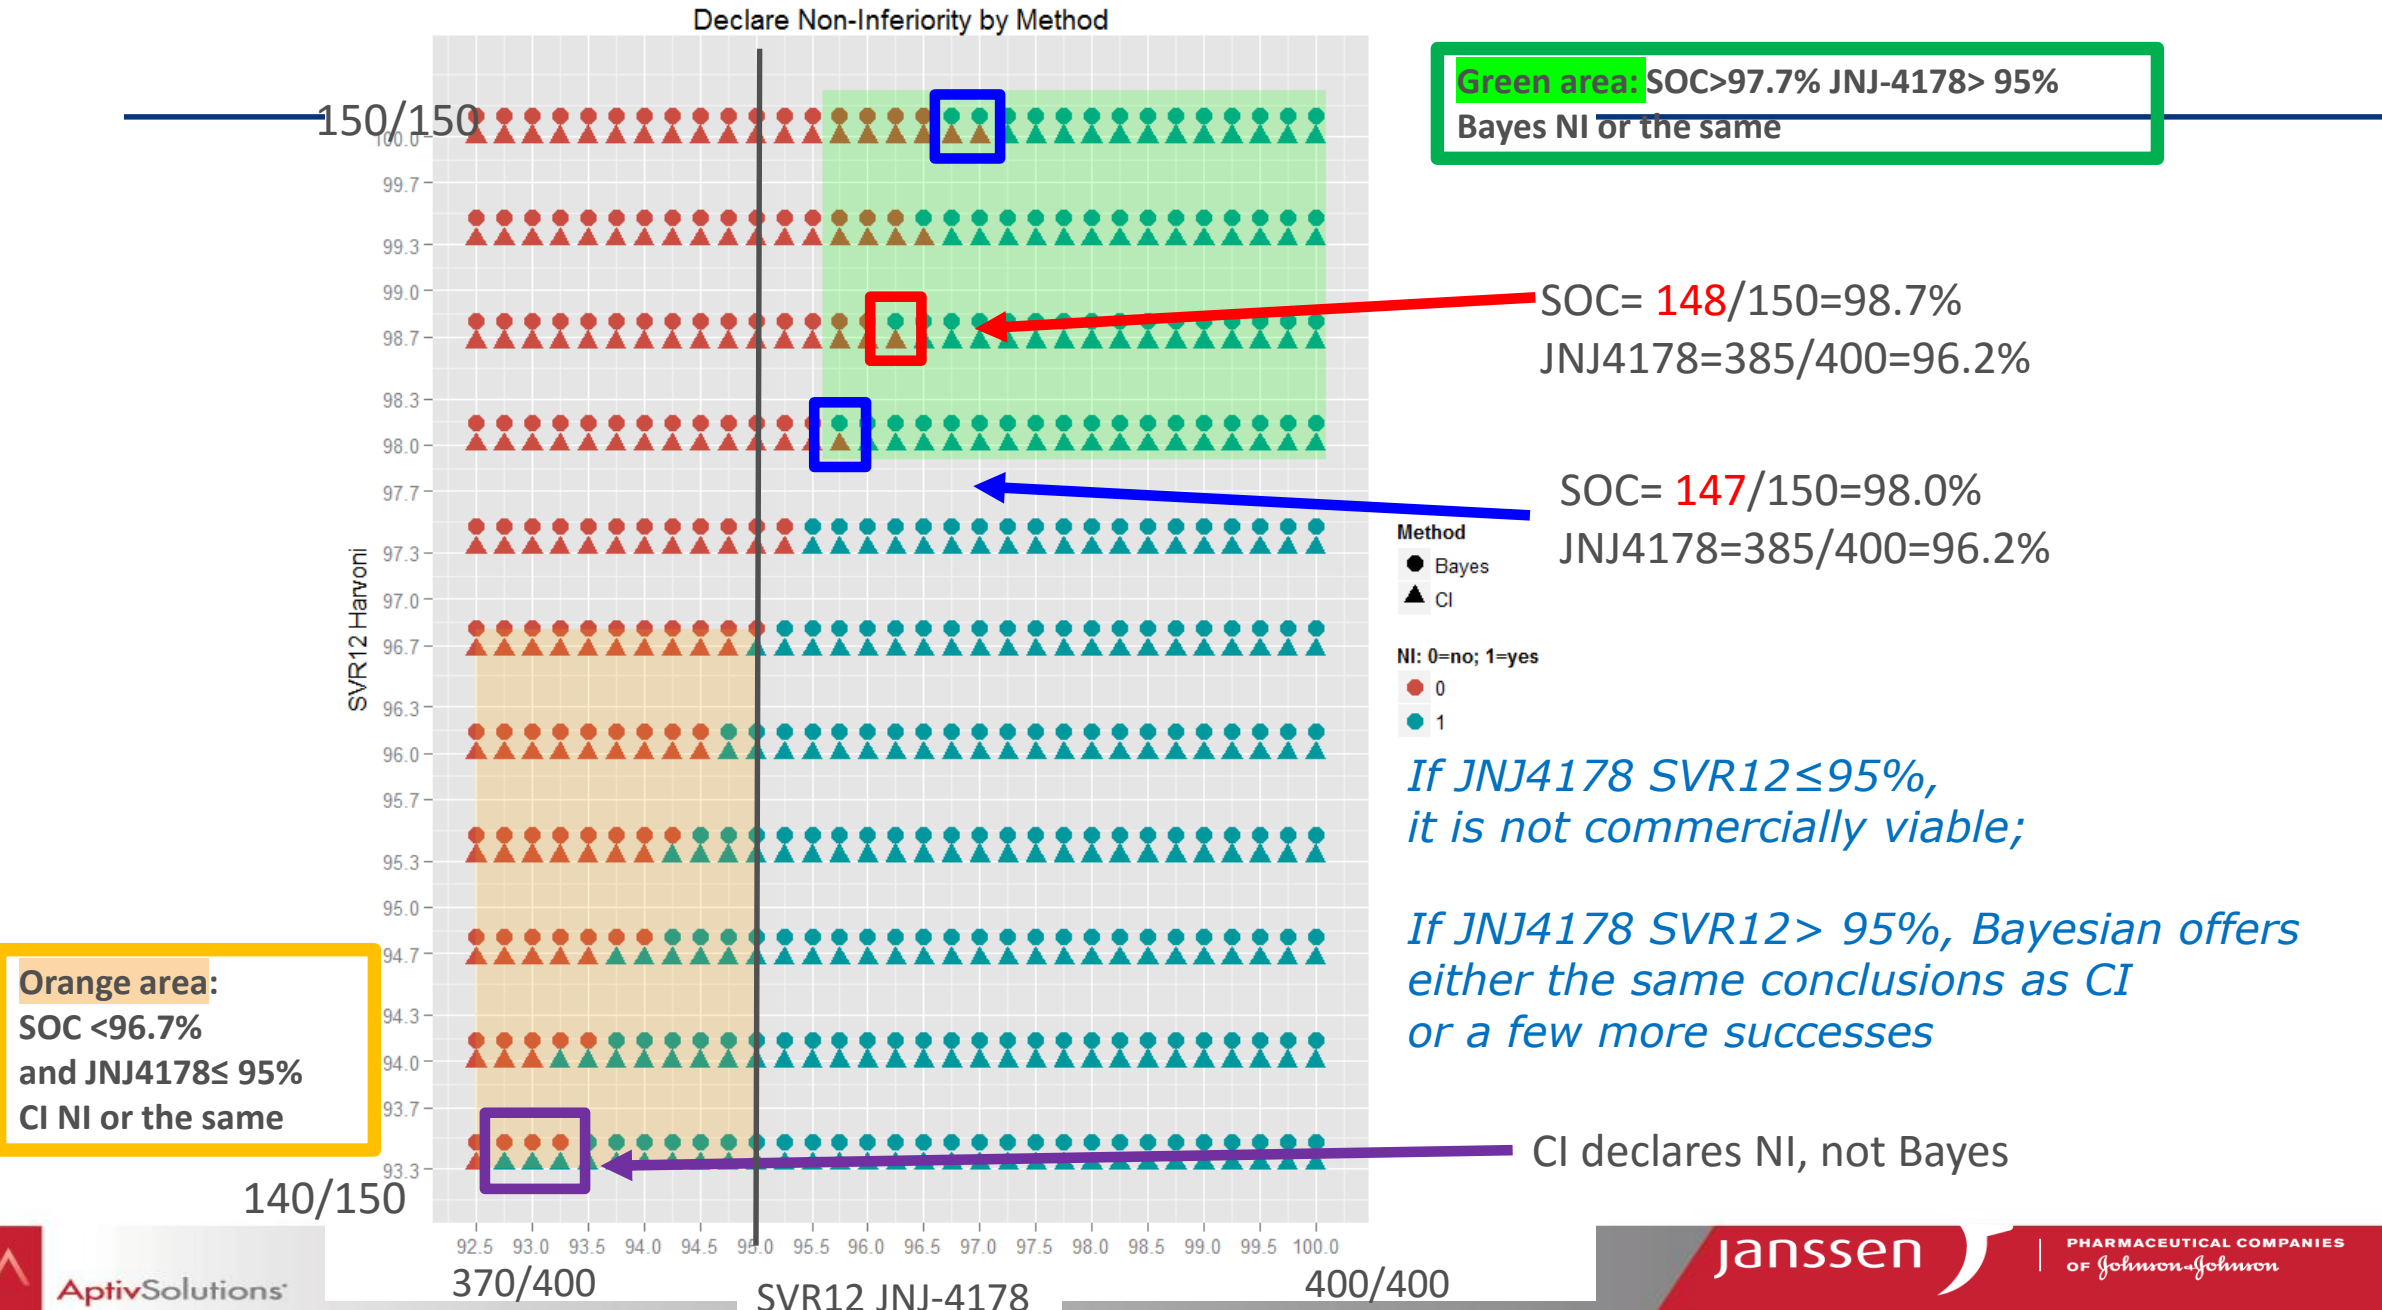 Declare Non-Inferiority by Method
Green area: SOC>97.7% JNJ-4178> 95%
Bayes NI or the same
150/150
100.0
99.7
99.3
99.0
98.7
98.3
98.0
97.7
97.3
97.0
96.7
96.3
96.0
95.7
95.3
95.0
94.7
94.3
94.0
93.7
93.3
SVR12 Harvoni
140/150
SOC= 148/150=98.7%
JNJ4178=385/400=96.2%
SOC= 147/150=98.0%
JNJ4178=385/400=96.2%
Method
Bayes
CI
NI: 0=no; 1=yes
0
1
If JNJ4178 SVR12≤95%,
it is not commercially viable;
If JNJ4178 SVR12> 95%, Bayesian offers
either the same conclusions as CI
or a few more successes
Orange area:
SOC <96.7%
and JNJ4178≤ 95%
CI NI or the same
CI declares NI, not Bayes
92.5 93.0 93.5 94.0 94.5 95.0 95.5 96.0 96.5 97.0 97.5 98.0 98.5 99.0 99.5 100.0
370/400
SVR12 JNJ-4178
400/400
AptivSolutions
janssen
PHARMACEUTICAL COMPANIES
OF Johnson & Johnson